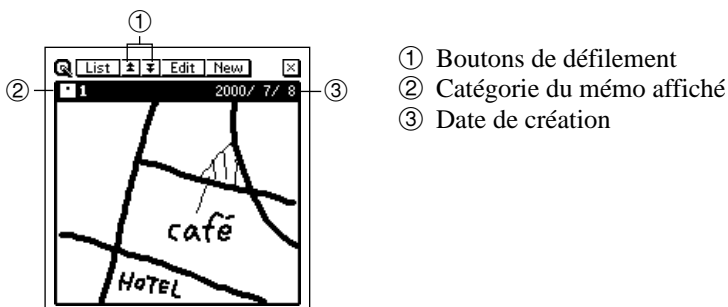 ①
List Edit New
② 1 2000/ 7/ 8 ③
café
HOTEL
① Boutons de défilement
② Catégorie du mémo affiché
③ Date de création